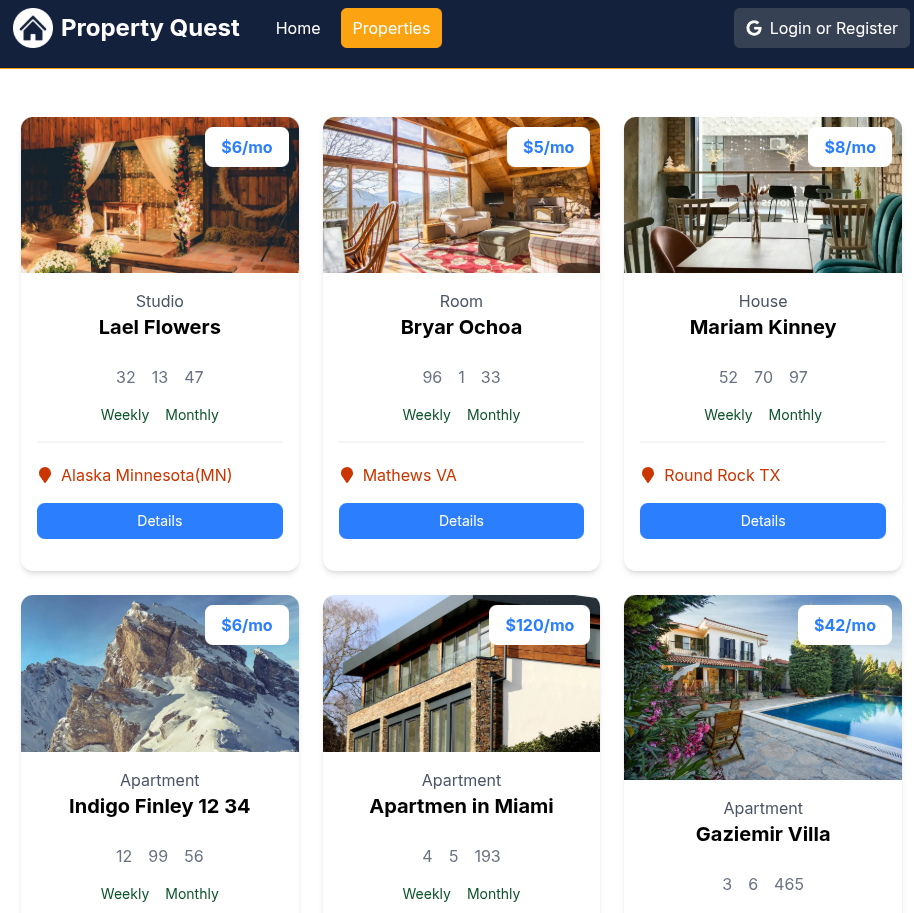 Property Quest Home Properties Login or Register
$6/mo $5/mo $8/mo
Studio Room House
Lael Flowers Bryar Ochoa Mariam Kinney
32 13 47 96 1 33 52 70 97
Weekly Monthly Weekly Monthly Weekly Monthly
Alaska Minnesota(MN) Mathews VA Round Rock TX
Details Details Details
$6/mo $120/mo $42/mo
Apartment Apartment
Indigo Finley 12 34 Apartmen in Miami
Apartment
Gaziemir Villa
12 99 56 4 5 193
3 6 465
Weekly Monthly Weekly Monthly